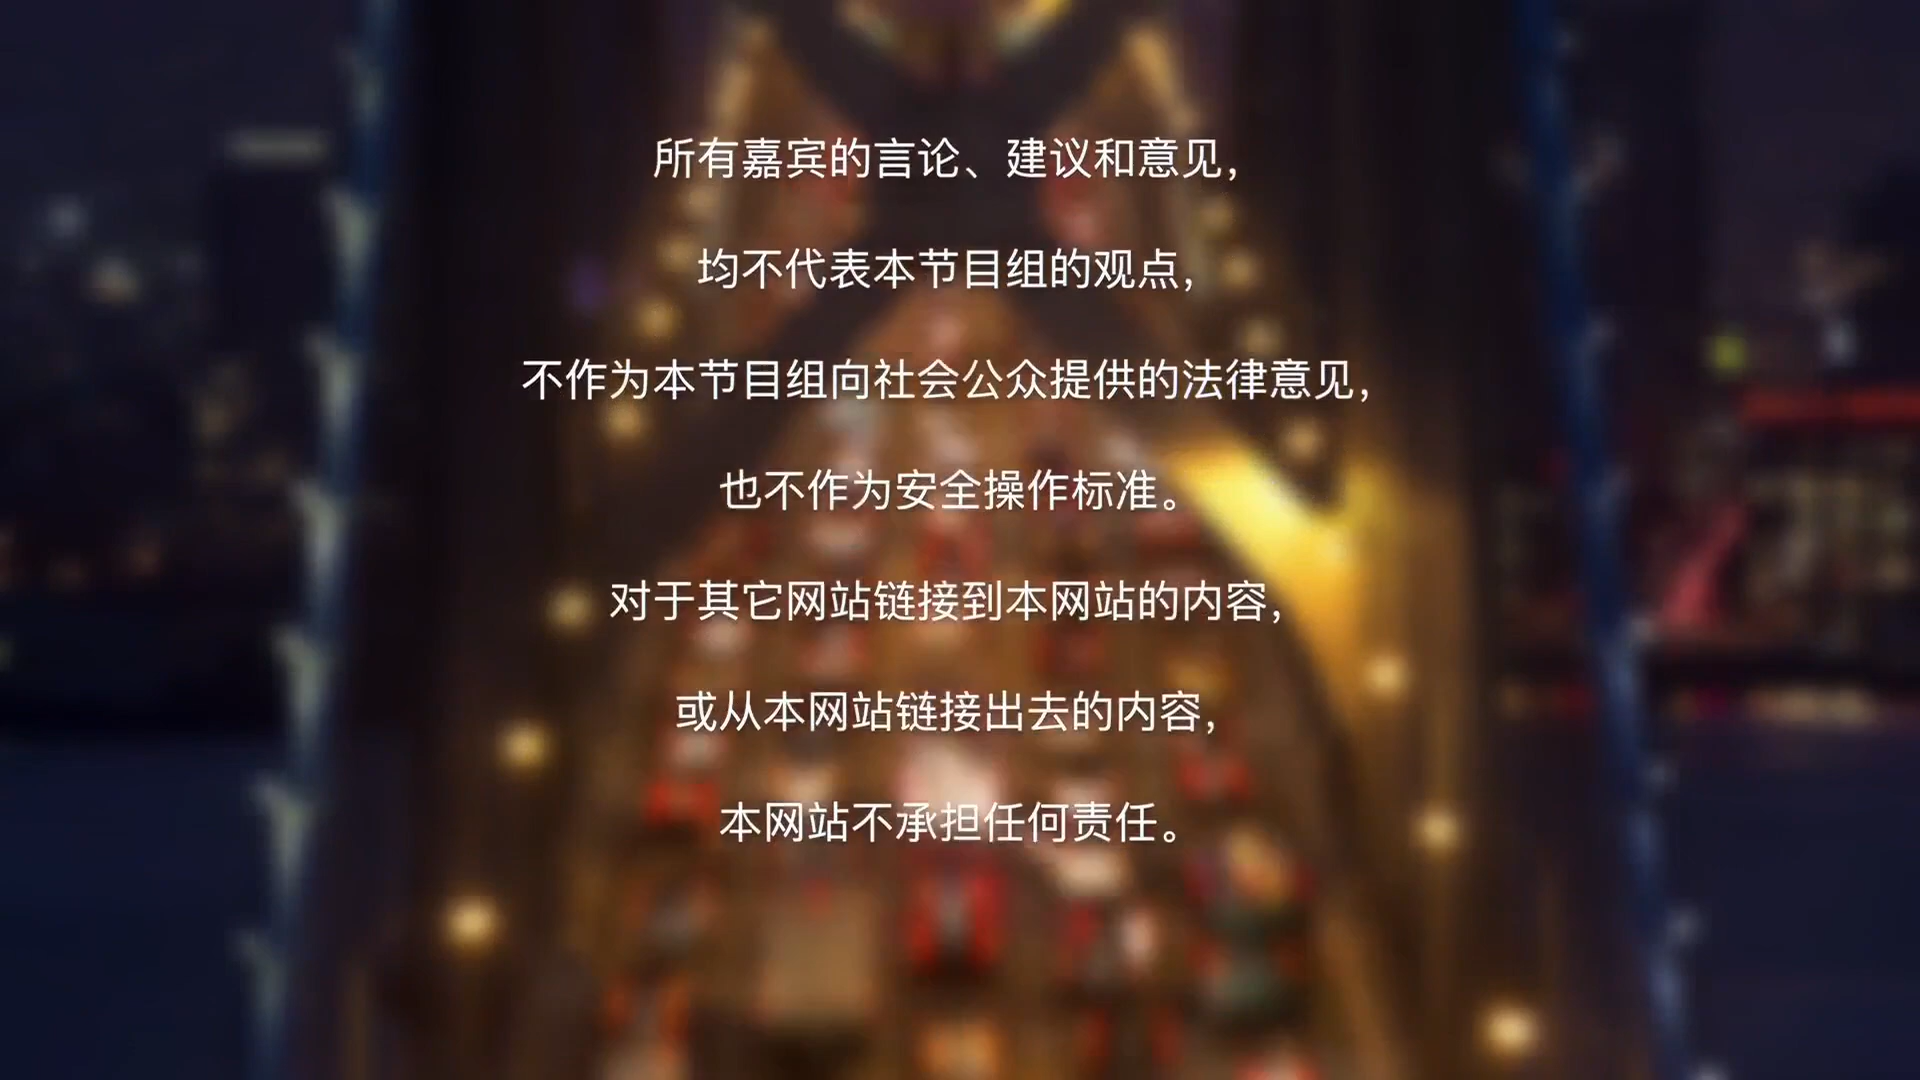 所有嘉宾的言论、建议和意见，
均不代表本节目组的观点，
不作为本节目组向社会公众提供的法律意见，
也不作为安全操作标准。
对于其它网站链接到本网站的内容，
或从本网站链接出去的内容，
本网站不承担任何责任。